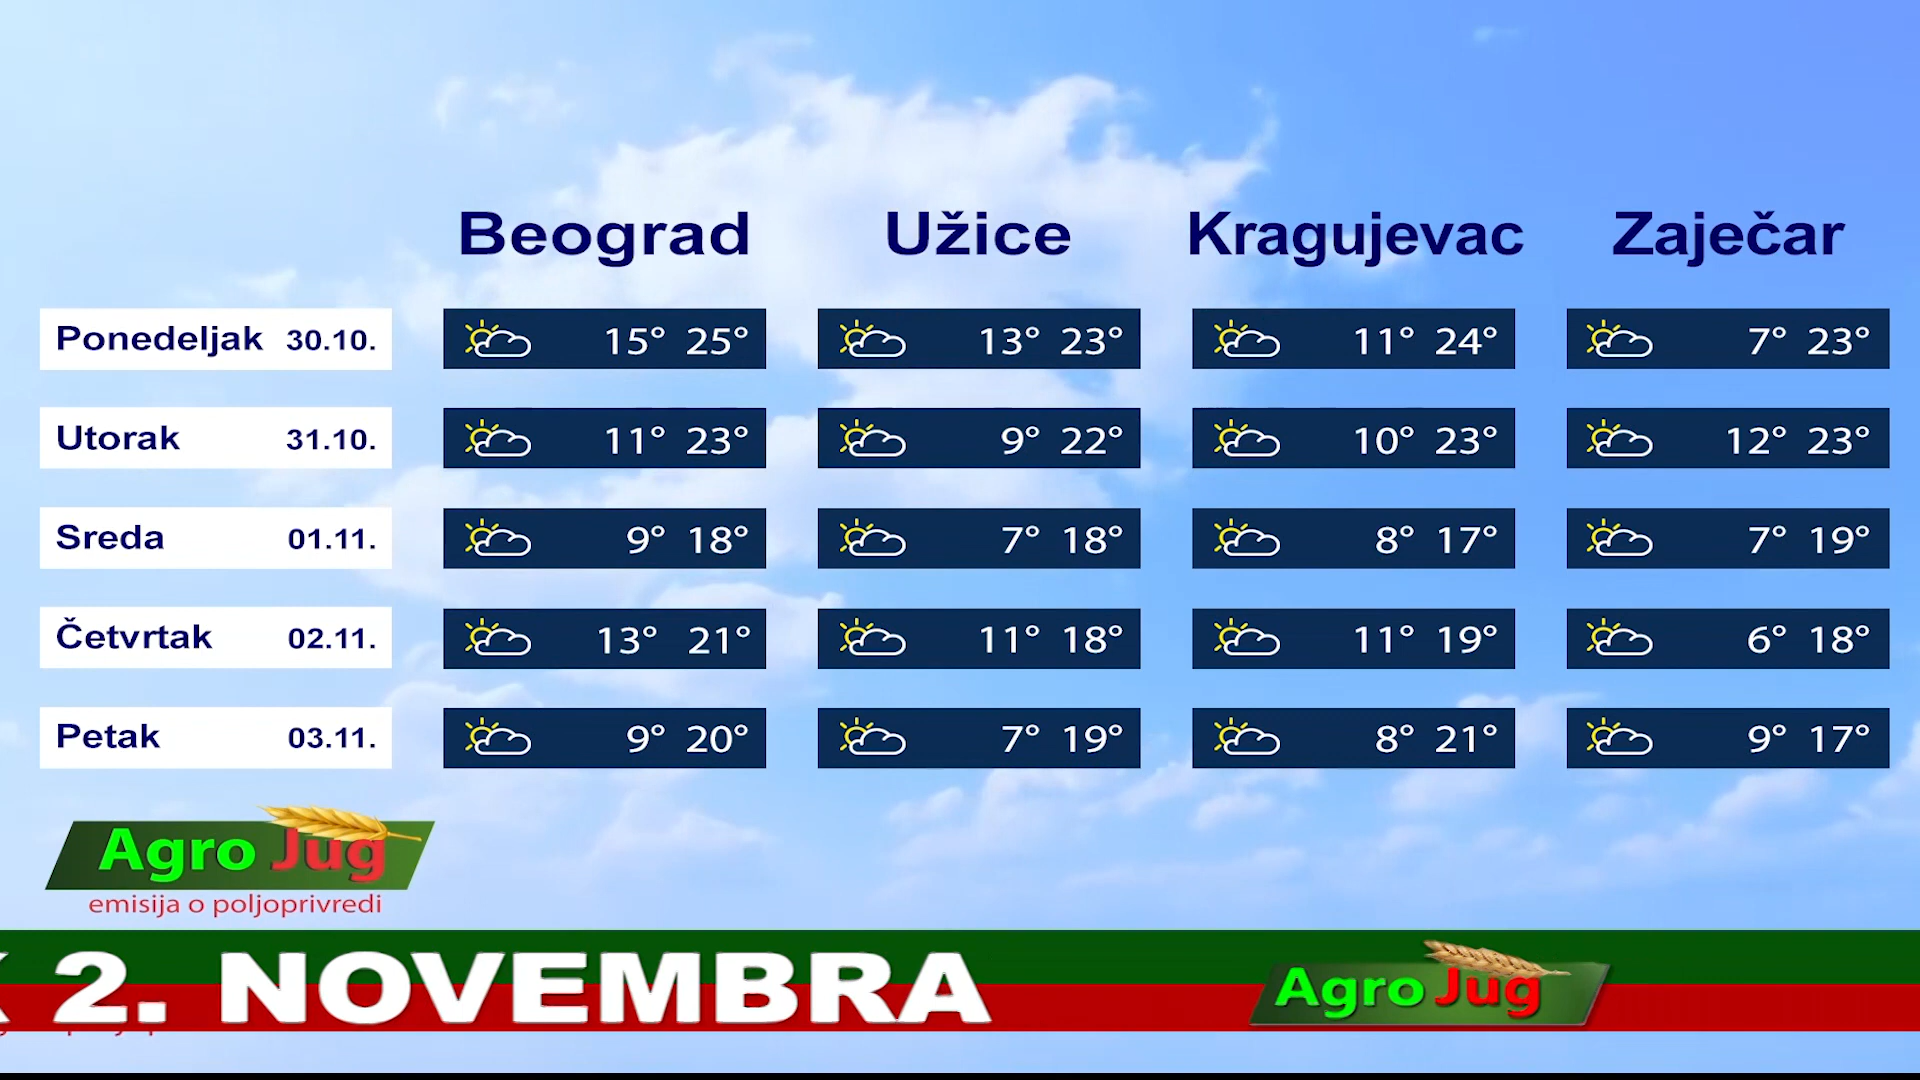 Beograd Užice Kragujevac Zaječar
Ponedeljak 30.10. 15° 25° 13° 23° 11° 24° 7° 23°
Utorak 31.10. 11° 23° 9° 22° 10° 23° 12° 23°
Sreda 01.11. 9° 18° 7° 18° 8° 17° 7° 19°
Četvrtak 02.11. 13° 21° 11° 18° 11° 19° 6° 18°
Petak 03.11. 9° 20° 7° 19° 8° 21° 9° 17°
Agro Jug
emisija o poljoprivredi
2. NOVEMBRA
Agro Jug